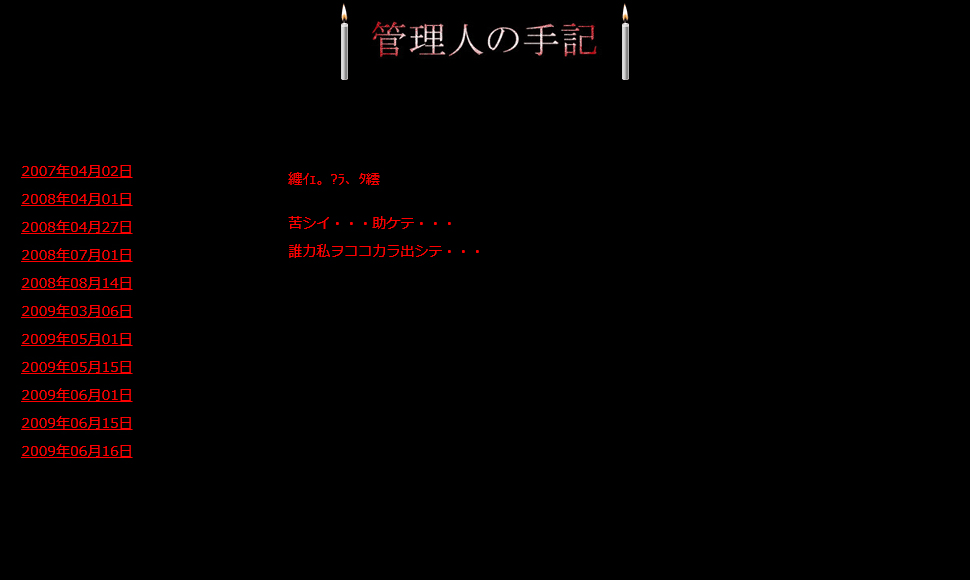 管理人の手記
2007年04月02日
2008年04月01日
2008年04月27日
2008年07月01日
2008年08月14日
2009年03月06日
2009年05月01日
2009年05月15日
2009年06月01日
2009年06月15日
2009年06月16日
纏ｲｪ。?ﾗ、ﾀ繧
苦シイ・・・助ケテ・・・
誰カ私ヲココカラ出シテ・・・